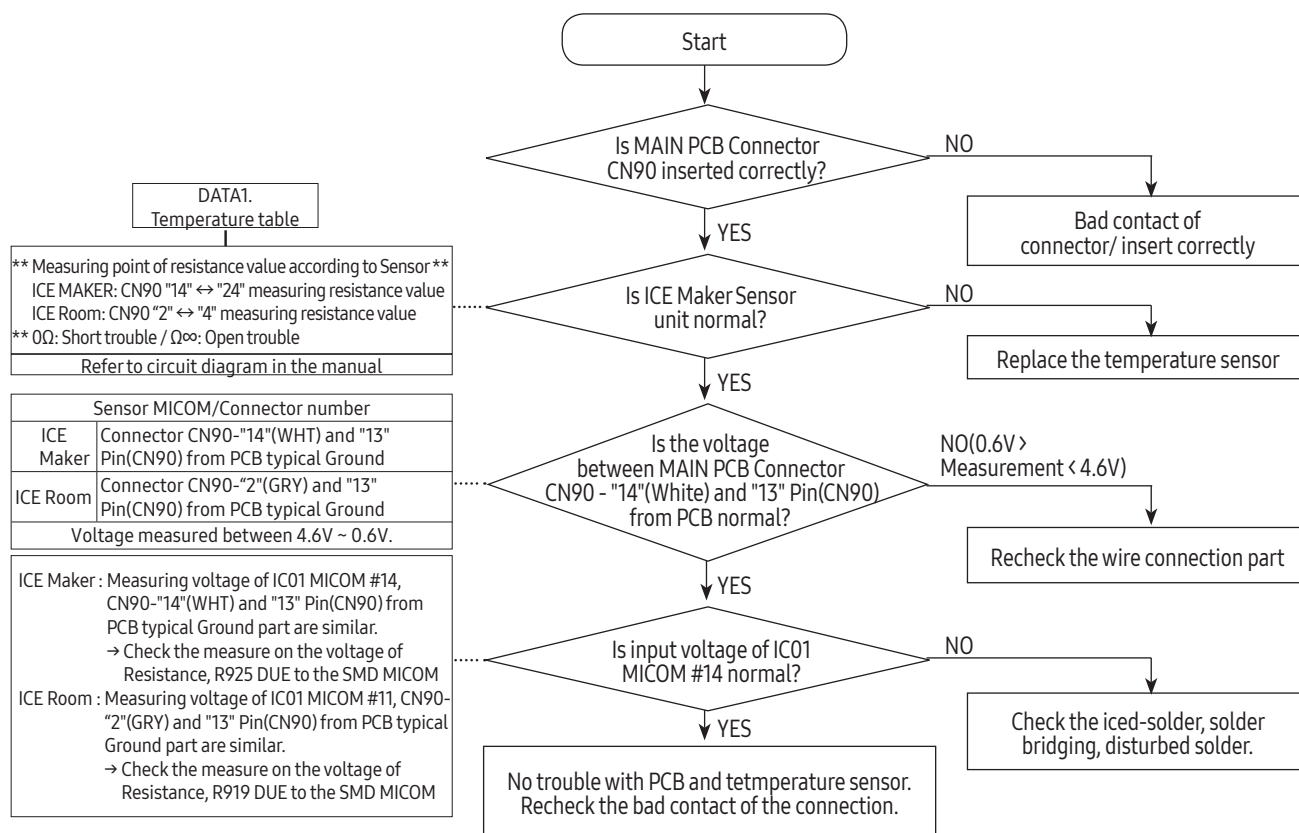 Start
Is MAIN PCB Connector
CN90 inserted correctly?
NO
Bad contact of
connector/ insert correctly
YES
DATA1.
Temperature table
** Measuring point of resistance value according to Sensor **
ICE MAKER: CN90 "14" ↔ "24" measuring resistance value
ICE Room: CN90 “2" ↔ "4" measuring resistance value
** 0Ω: Short trouble / Ω∞: Open trouble
Refer to circuit diagram in the manual
Is ICE Maker Sensor
unit normal?
NO
Replace the temperature sensor
YES
Sensor MICOM/Connector number
ICE
Maker
Connector CN90-"14"(WHT) and "13"
Pin(CN90) from PCB typical Ground
ICE Room
Connector CN90-“2"(GRY) and "13"
Pin(CN90) from PCB typical Ground
Voltage measured between 4.6V ~ 0.6V.
Is the voltage
between MAIN PCB Connector
CN90 - "14"(White) and "13" Pin(CN90)
from PCB normal?
NO(0.6V >
Measurement < 4.6V)
Recheck the wire connection part
YES
ICE Maker : Measuring voltage of IC01 MICOM #14,
CN90-"14"(WHT) and "13" Pin(CN90) from
PCB typical Ground part are similar.
→ Check the measure on the voltage of
Resistance, R925 DUE to the SMD MICOM
ICE Room : Measuring voltage of IC01 MICOM #11, CN90-
“2"(GRY) and "13" Pin(CN90) from PCB typical
Ground part are similar.
→ Check the measure on the voltage of
Resistance, R919 DUE to the SMD MICOM
Is input voltage of IC01
MICOM #14 normal?
NO
Check the iced-solder, solder
bridging, disturbed solder.
YES
No trouble with PCB and tetmperature sensor.
Recheck the bad contact of the connection.